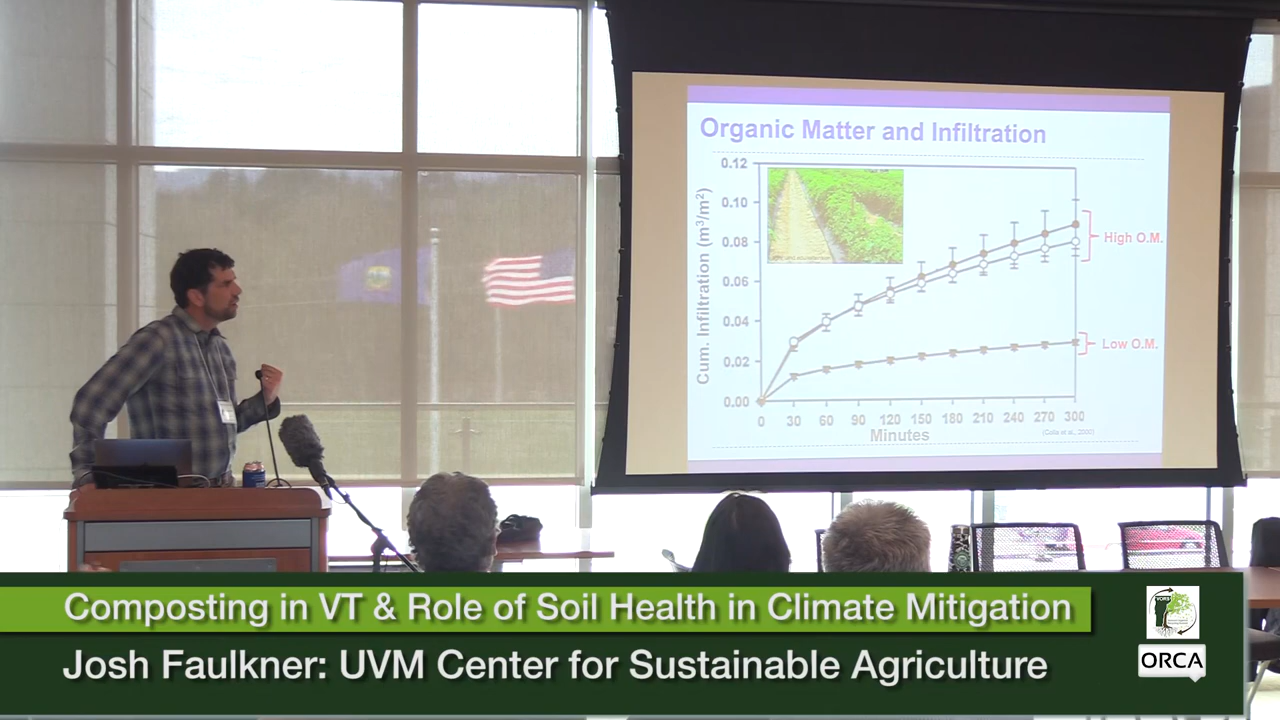 Organic Matter and Infiltration
0.12
0.10
0.08
0.06
0.04
0.02
0.00
Cum. Infiltration (m³/m²)
High O.M.
Low O.M.
0 30 60 90 120 150 180 210 240 270 300
Minutes
Composting in VT & Role of Soil Health in Climate Mitigation
Josh Faulkner: UVM Center for Sustainable Agriculture
ORCA